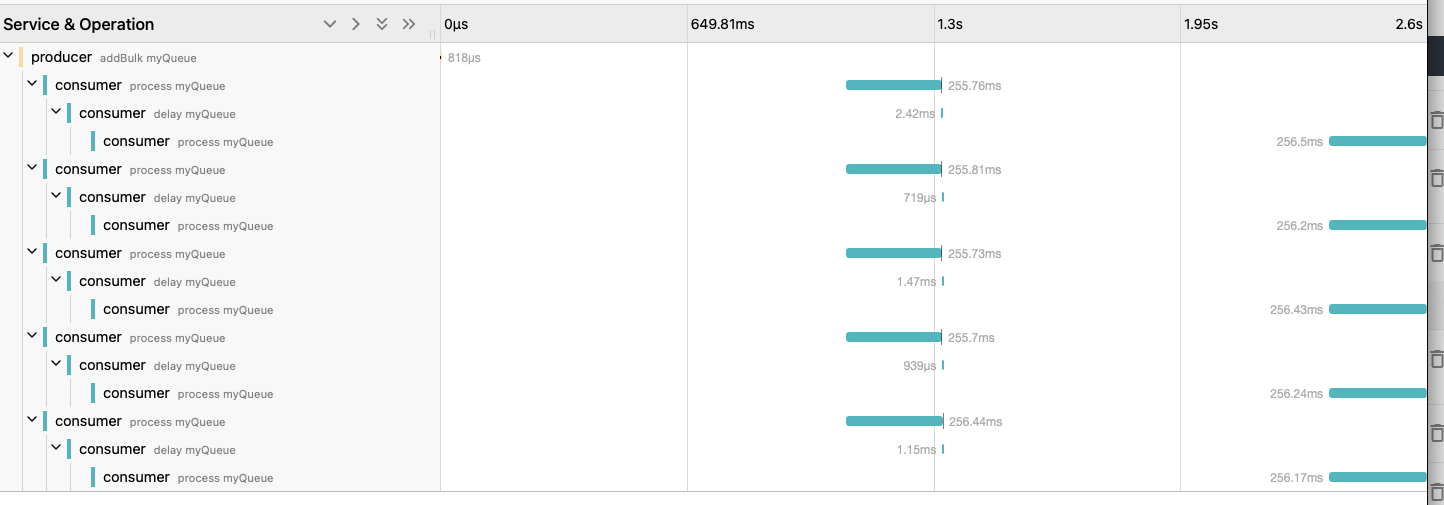 Service & Operation 0μs 649.81ms 1.3s 1.95s 2.6s
producer addBulk myQueue 818μs
consumer process myQueue 255.76ms
consumer delay myQueue 2.42ms
consumer process myQueue 256.5ms
consumer process myQueue 255.81ms
consumer delay myQueue 719μs
consumer process myQueue 256.2ms
consumer process myQueue 255.73ms
consumer delay myQueue 1.47ms
consumer process myQueue 256.43ms
consumer process myQueue 255.7ms
consumer delay myQueue 939μs
consumer process myQueue 256.24ms
consumer process myQueue 256.44ms
consumer delay myQueue 1.15ms
consumer process myQueue 256.17ms